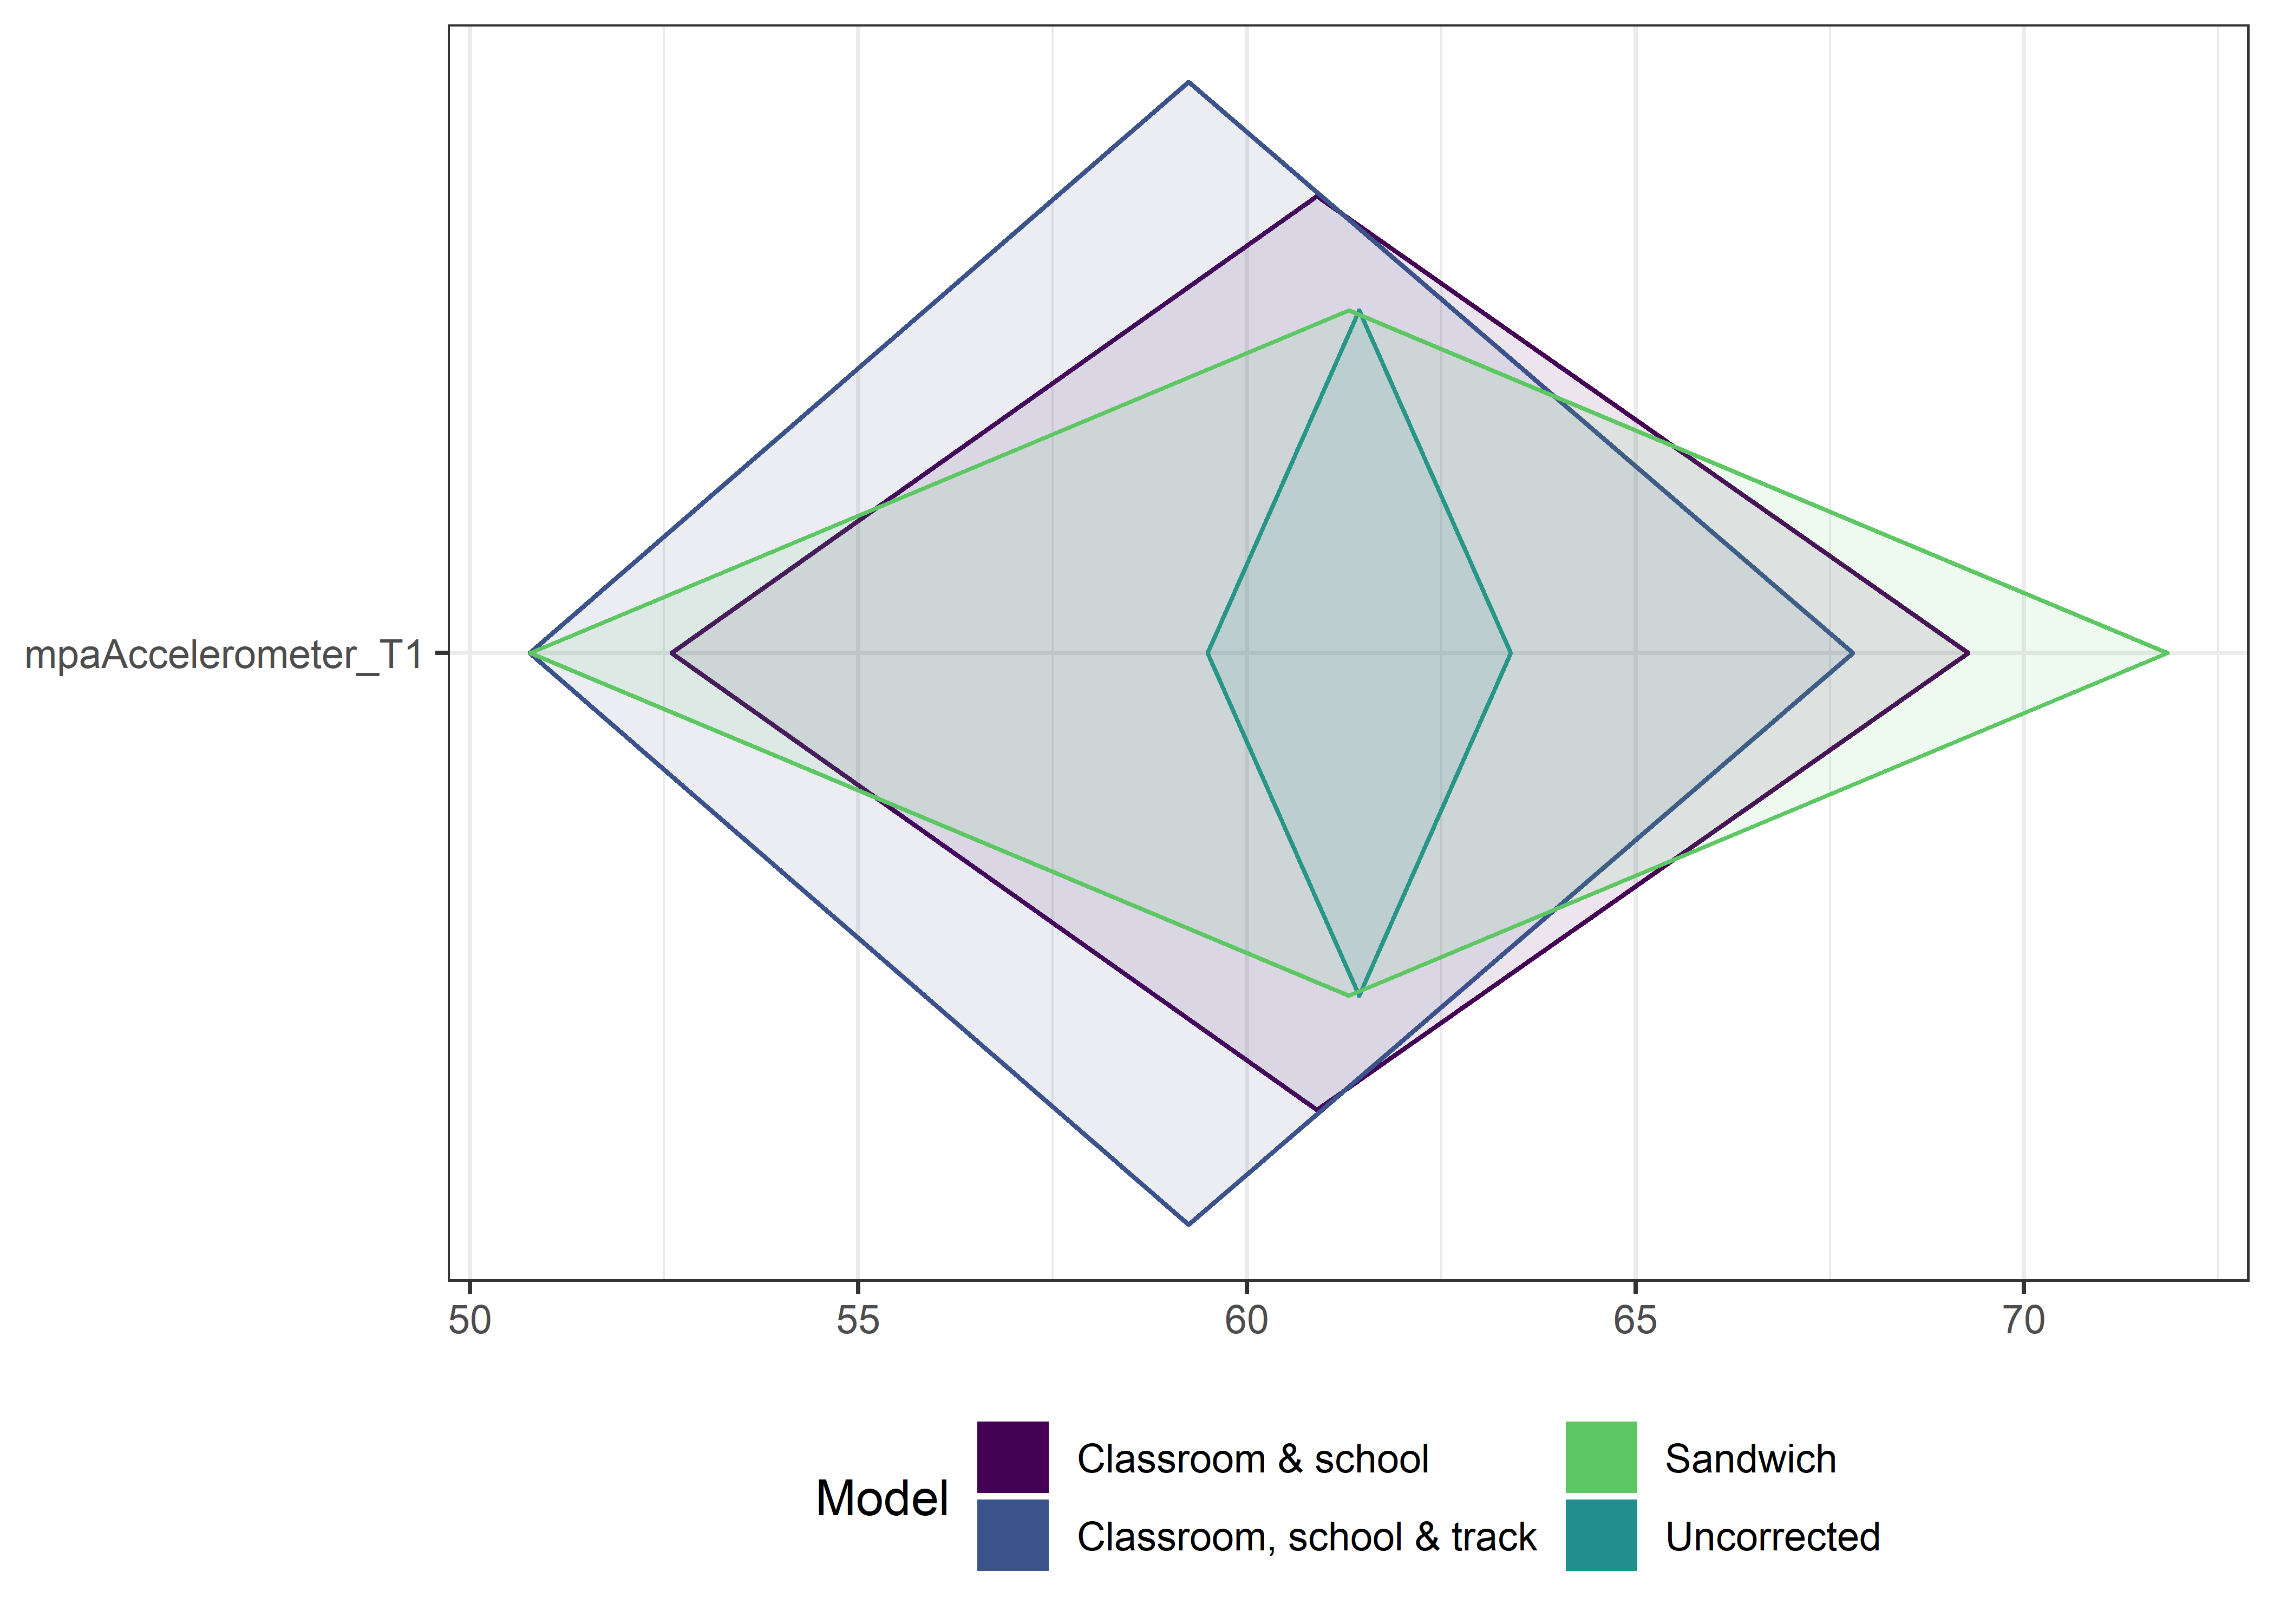 mpaAccelerometer_T1
50 55 60 65 70
Model
Classroom & school
Sandwich
Classroom, school & track
Uncorrected